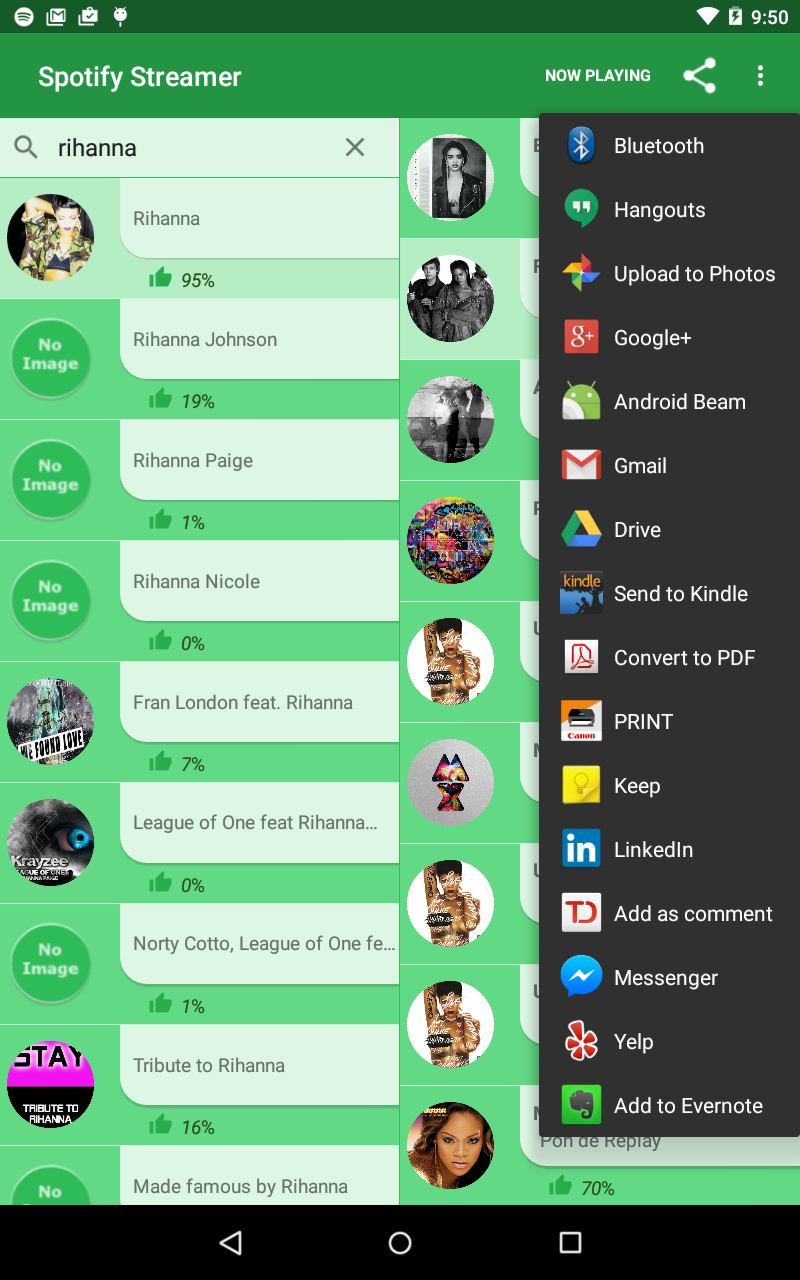 9:50
Spotify Streamer
NOW PLAYING
rihanna
Rihanna
95%
No
Image
Rihanna Johnson
19%
No
Image
Rihanna Paige
1%
No
Image
Rihanna Nicole
0%
Fran London feat. Rihanna
7%
Krayzee
League of One feat Rihanna…
0%
No
Image
Norty Cotto, League of One fe…
1%
STAY
TRIBUTE TO
RIHANNA
Tribute to Rihanna
16%
No
Made famous by Rihanna
Bluetooth
Hangouts
Upload to Photos
g+
Google+
Android Beam
Gmail
Drive
kindle
Send to Kindle
Convert to PDF
Canon
PRINT
Keep
in
LinkedIn
TD
Add as comment
Messenger
Yelp
Add to Evernote
Pon de Replay
70%